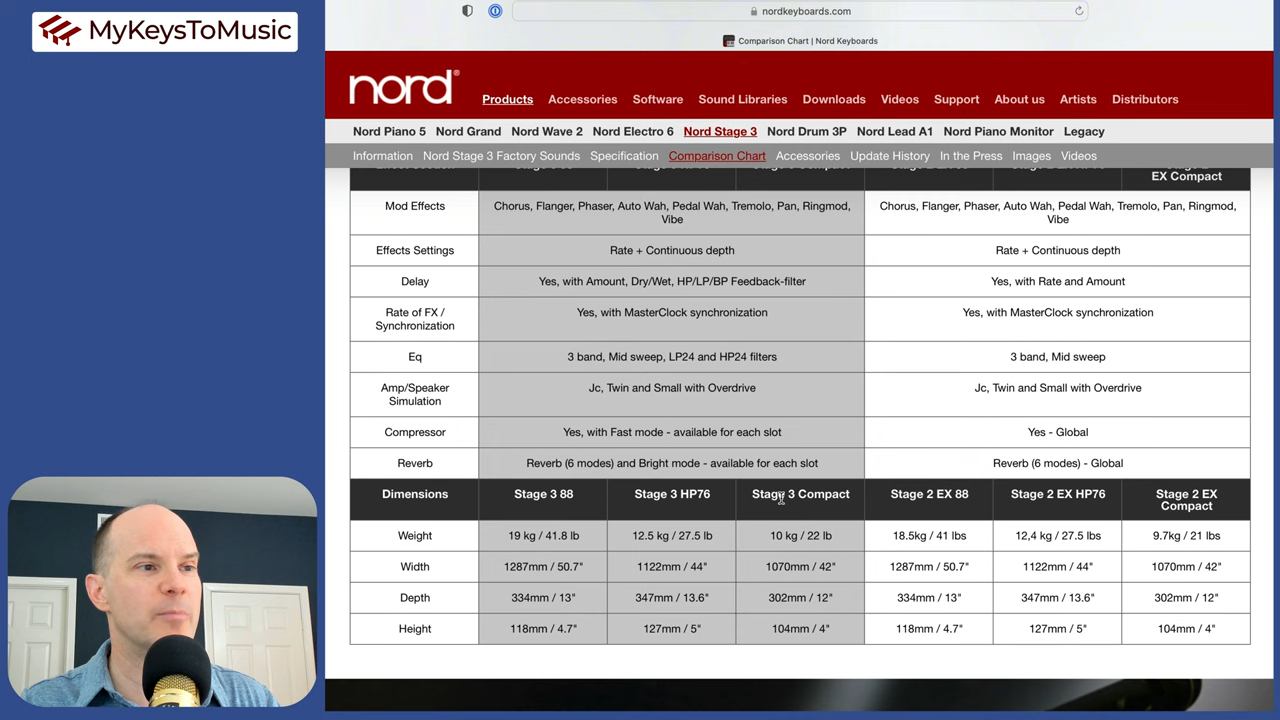 MyKeysToMusic
nordkeyboards.com
Comparison Chart | Nord Keyboards
nord®
Products Accessories Software Sound Libraries Downloads Videos Support About us Artists Distributors
Nord Piano 5 Nord Grand Nord Wave 2 Nord Electro 6 Nord Stage 3 Nord Drum 3P Nord Lead A1 Nord Piano Monitor Legacy
Information Nord Stage 3 Factory Sounds Specification Comparison Chart Accessories Update History In the Press Images Videos
EX Compact
Mod Effects
Chorus, Flanger, Phaser, Auto Wah, Pedal Wah, Tremolo, Pan, Ringmod,
Vibe
Chorus, Flanger, Phaser, Auto Wah, Pedal Wah, Tremolo, Pan, Ringmod,
Vibe
Effects Settings Rate + Continuous depth Rate + Continuous depth
Delay Yes, with Amount, Dry/Wet, HP/LP/BP Feedback-filter Yes, with Rate and Amount
Rate of FX /
Synchronization
Yes, with MasterClock synchronization Yes, with MasterClock synchronization
Eq 3 band, Mid sweep, LP24 and HP24 filters 3 band, Mid sweep
Amp/Speaker
Simulation
Jc, Twin and Small with Overdrive Jc, Twin and Small with Overdrive
Compressor Yes, with Fast mode - available for each slot Yes - Global
Reverb Reverb (6 modes) and Bright mode - available for each slot Reverb (6 modes) - Global
Dimensions Stage 3 88 Stage 3 HP76 Stage 3 Compact Stage 2 EX 88 Stage 2 EX HP76 Stage 2 EX
Compact
Weight 19 kg / 41.8 lb 12.5 kg / 27.5 lb 10 kg / 22 lb 18.5kg / 41 lbs 12,4 kg / 27.5 lbs 9.7kg / 21 lbs
Width 1287mm / 50.7" 1122mm / 44" 1070mm / 42" 1287mm / 50.7" 1122mm / 44" 1070mm / 42"
Depth 334mm / 13" 347mm / 13.6" 302mm / 12" 334mm / 13" 347mm / 13.6" 302mm / 12"
Height 118mm / 4.7" 127mm / 5" 104mm / 4" 118mm / 4.7" 127mm / 5" 104mm / 4"